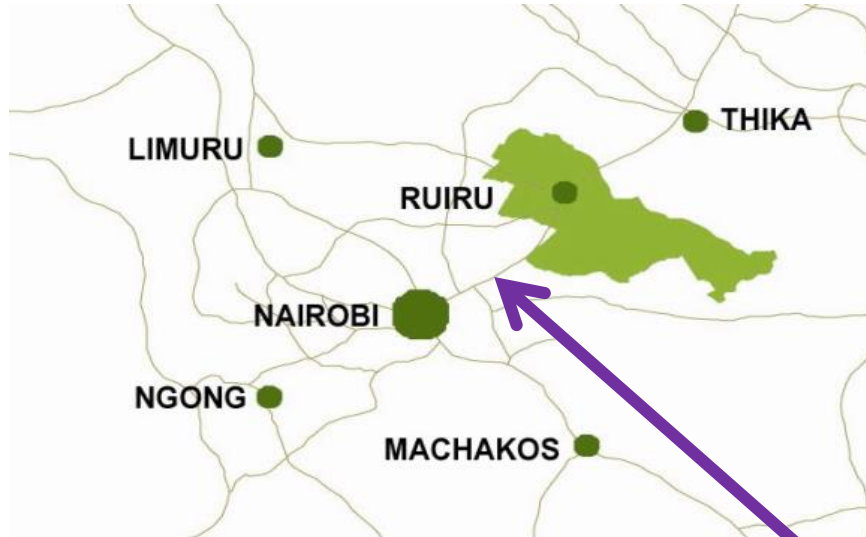 THIKA
LIMURU
RUIRU
NAIROBI
NGONG
MACHAKOS